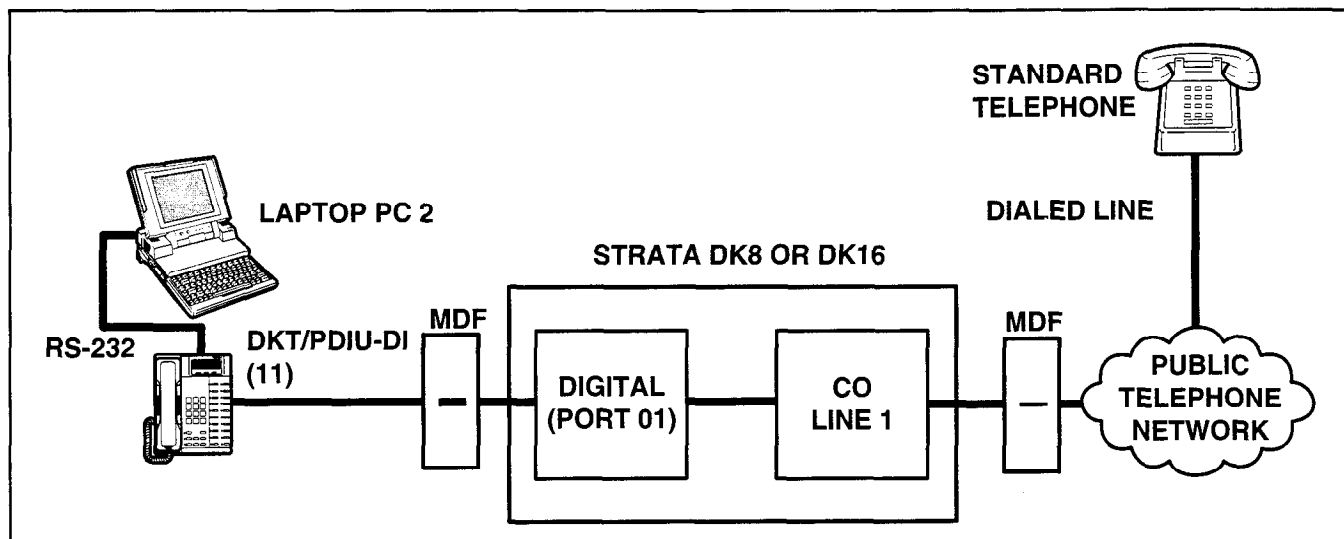 STANDARD
TELEPHONE
LAPTOP PC 2
DIALED LINE
STRATA DK8 OR DK16
RS-232
DKT/PDIU-DI
(11)
MDF
DIGITAL
(PORT 01)
CO
LINE 1
MDF
PUBLIC
TELEPHONE
NETWORK